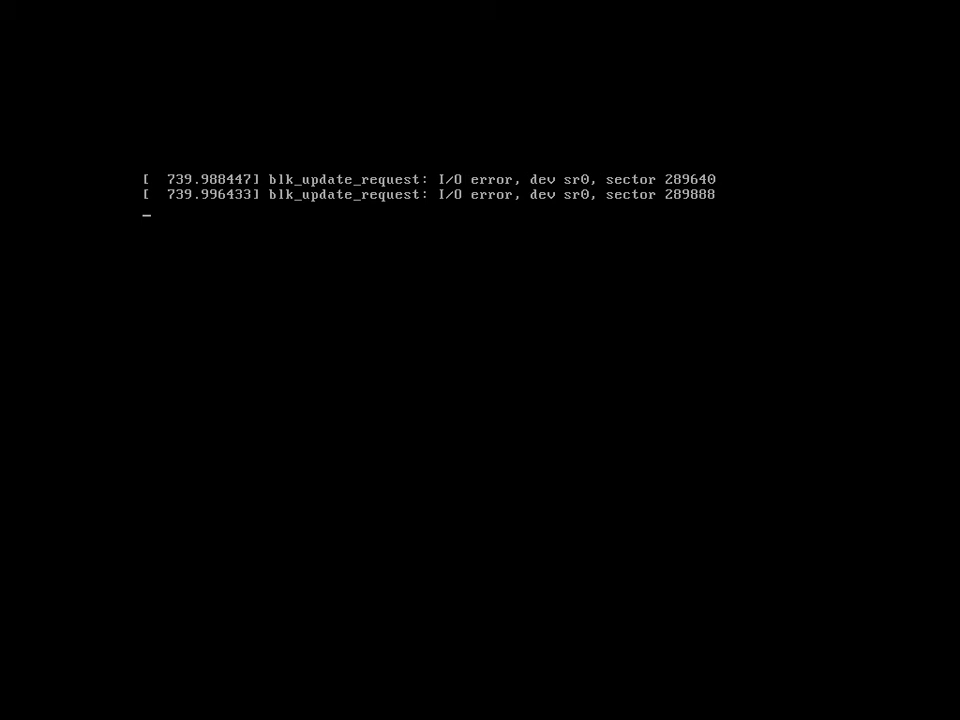 [  739.988447] blk_update_request: I/O error, dev sr0, sector 289640
[  739.996433] blk_update_request: I/O error, dev sr0, sector 289888
_